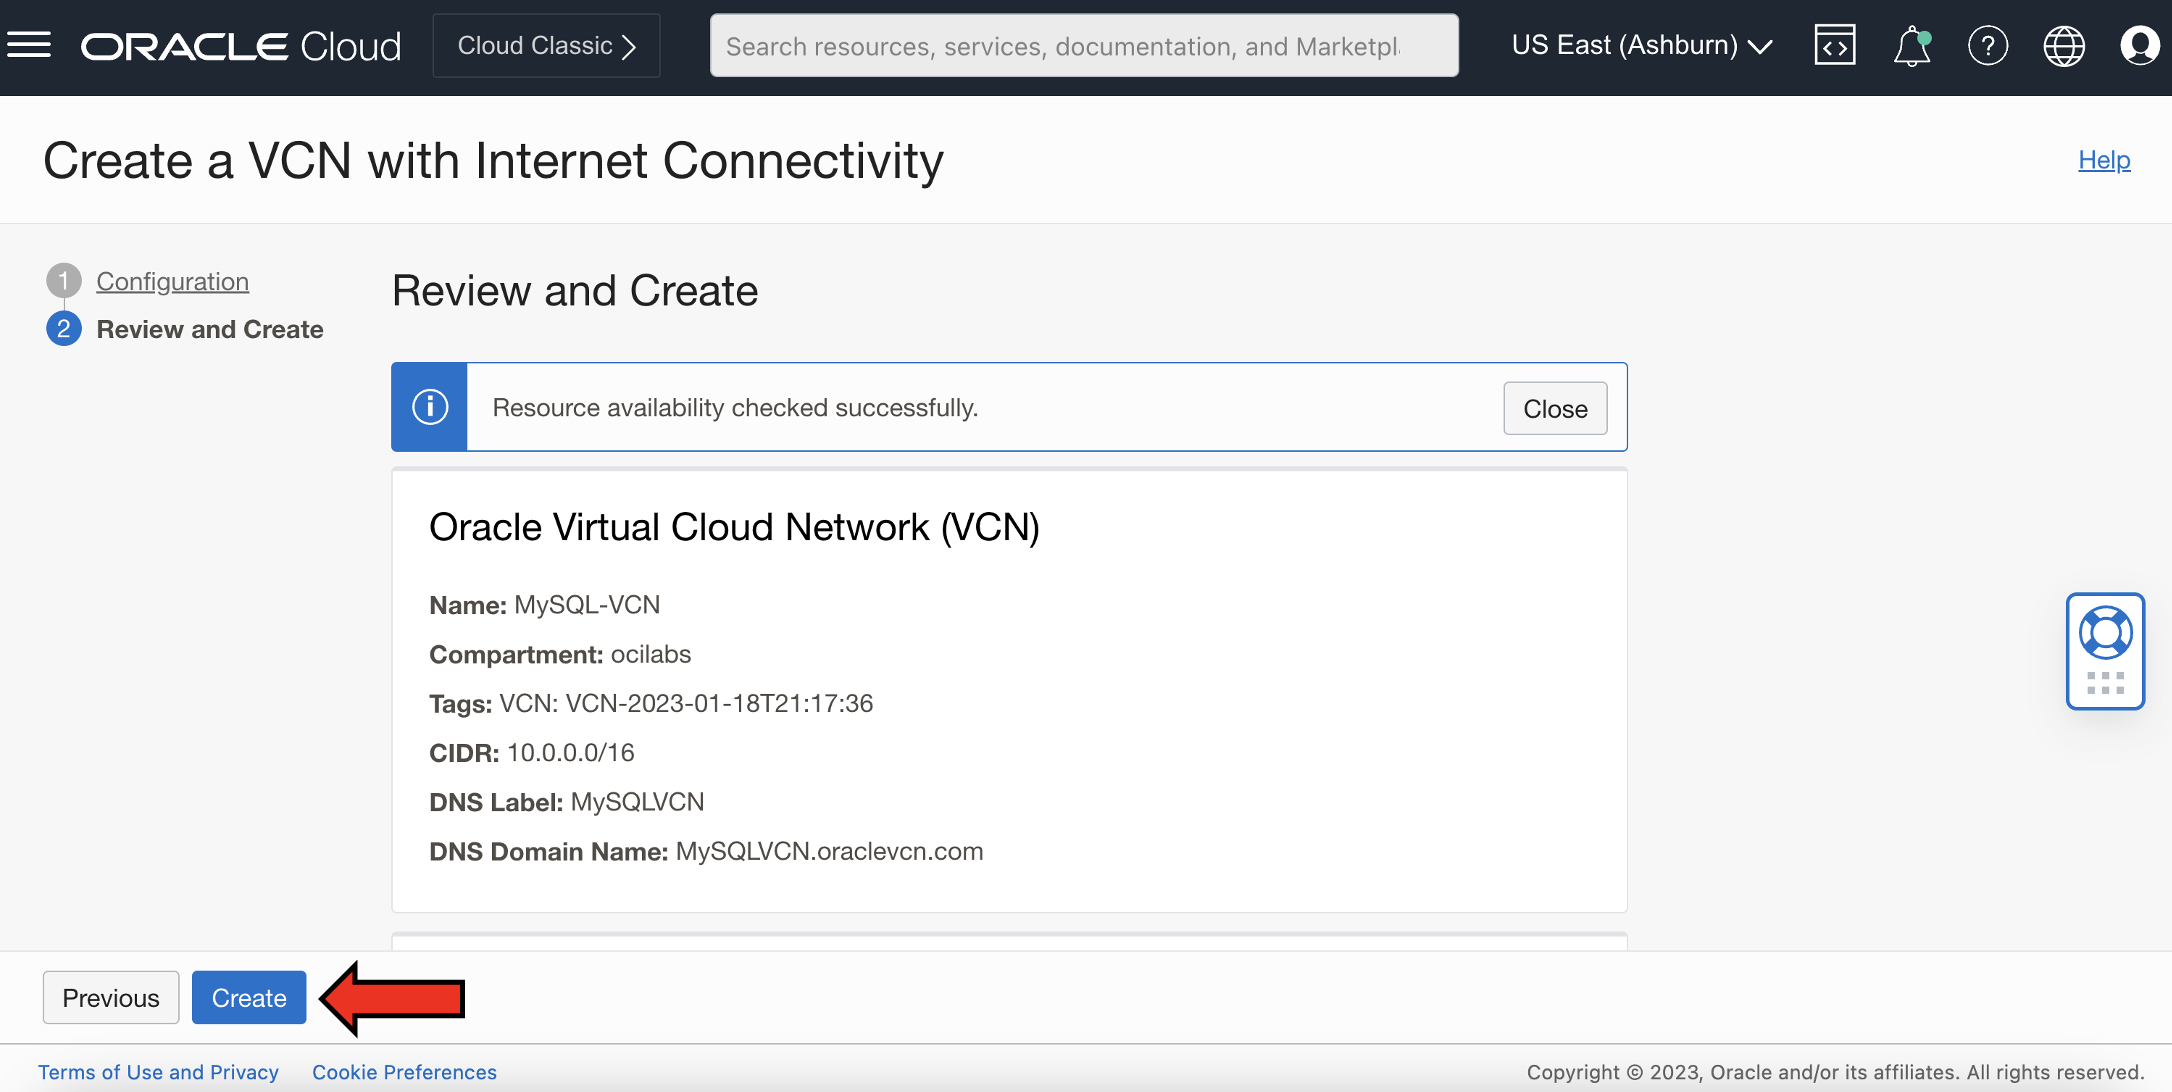 ORACLE Cloud
Cloud Classic
Search resources, services, documentation, and Marketpl
US East (Ashburn)
Create a VCN with Internet Connectivity
Help
1 Configuration
2 Review and Create
Review and Create
Resource availability checked successfully.
Close
Oracle Virtual Cloud Network (VCN)
Name: MySQL-VCN
Compartment: ocilabs
Tags: VCN: VCN-2023-01-18T21:17:36
CIDR: 10.0.0.0/16
DNS Label: MySQLVCN
DNS Domain Name: MySQLVCN.oraclevcn.com
Previous
Create
Terms of Use and Privacy
Cookie Preferences
Copyright © 2023, Oracle and/or its affiliates. All rights reserved.